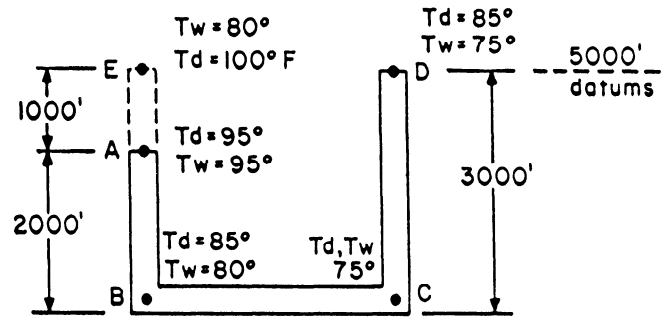 Tw=80°
Td=100°F
E
1000'
A
Td=95°
Tw=95°
2000'
Td=85°
Tw=80°
B
Td,Tw
75°
C
Td=85°
Tw=75°
D
5000'
datums
3000'